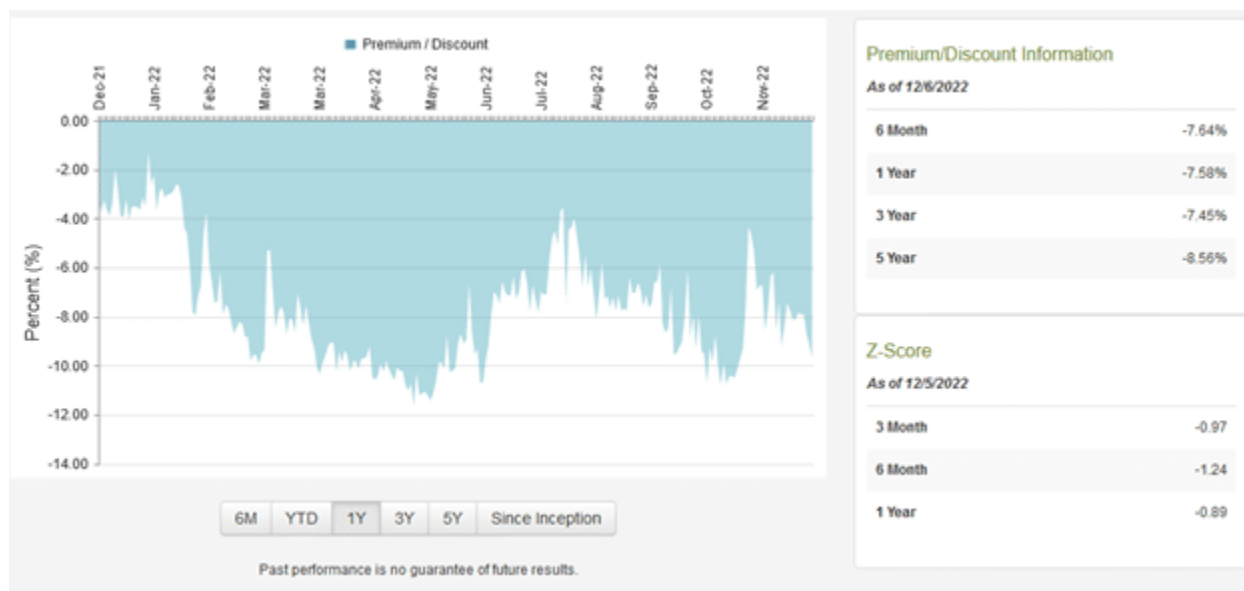 Premium / Discount
Dec-21 Jan-22 Feb-22 Mar-22 Mar-22 Apr-22 May-22 Jun-22 Jul-22 Aug-22 Sep-22 Oct-22 Nov-22
0.00
-2.00
-4.00
-6.00
-8.00
-10.00
-12.00
-14.00
Percent (%)
6M YTD 1Y 3Y 5Y Since Inception
Past performance is no guarantee of future results.
Premium/Discount Information
As of 12/6/2022
6 Month -7.64%
1 Year -7.58%
3 Year -7.45%
5 Year -8.56%
Z-Score
As of 12/5/2022
3 Month -0.97
6 Month -1.24
1 Year -0.89